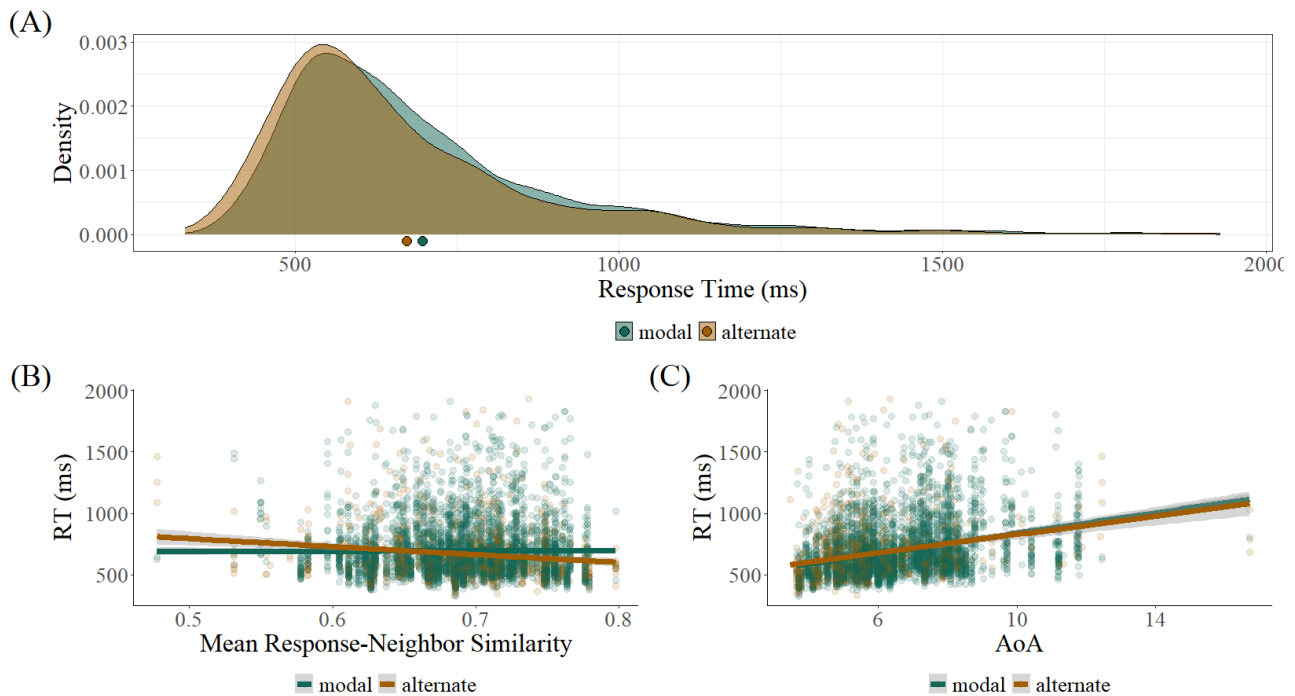 (A)
Density
0.003
0.002
0.001
0.000
500 1000 1500 2000
Response Time (ms)
modal alternate
(B)
RT (ms)
2000
1500
1000
500
0.5 0.6 0.7 0.8
Mean Response-Neighbor Similarity
modal alternate
(C)
RT (ms)
2000
1500
1000
500
6 10 14
AoA
modal alternate